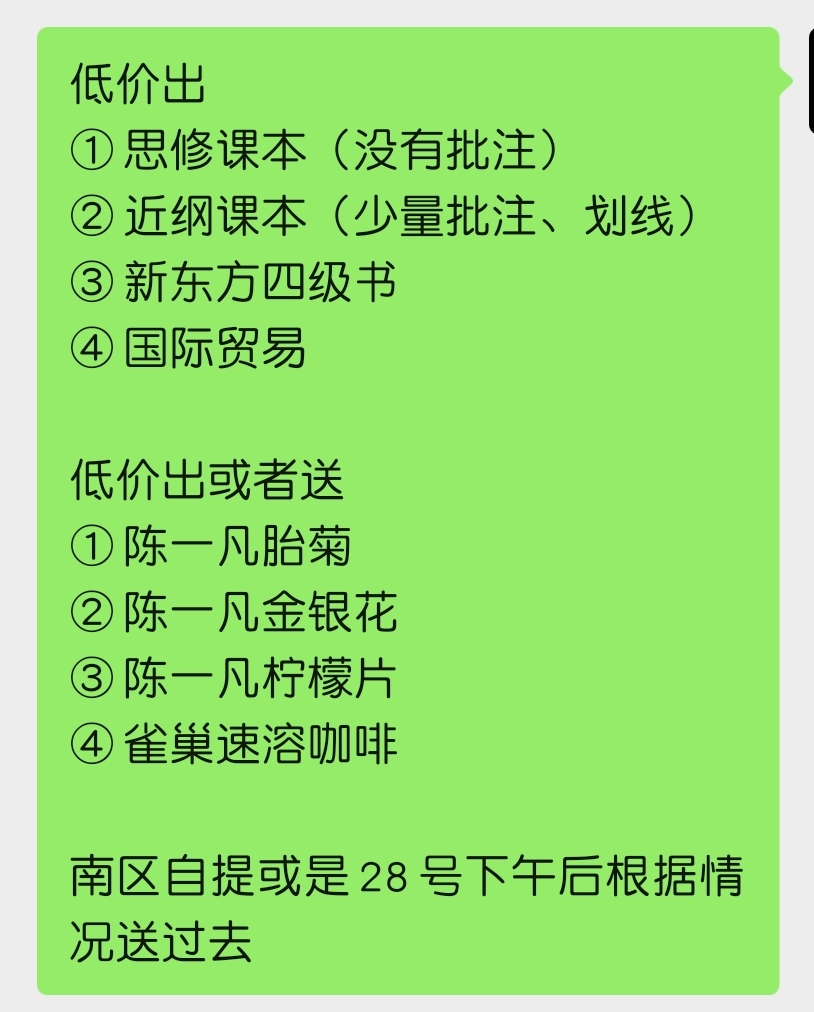 低价出
① 思修课本（没有批注）
② 近纲课本（少量批注、划线）
③ 新东方四级书
④ 国际贸易
低价出或者送
① 陈一凡胎菊
② 陈一凡金银花
③ 陈一凡柠檬片
④ 雀巢速溶咖啡
南区自提或是 28 号下午后根据情
况送过去